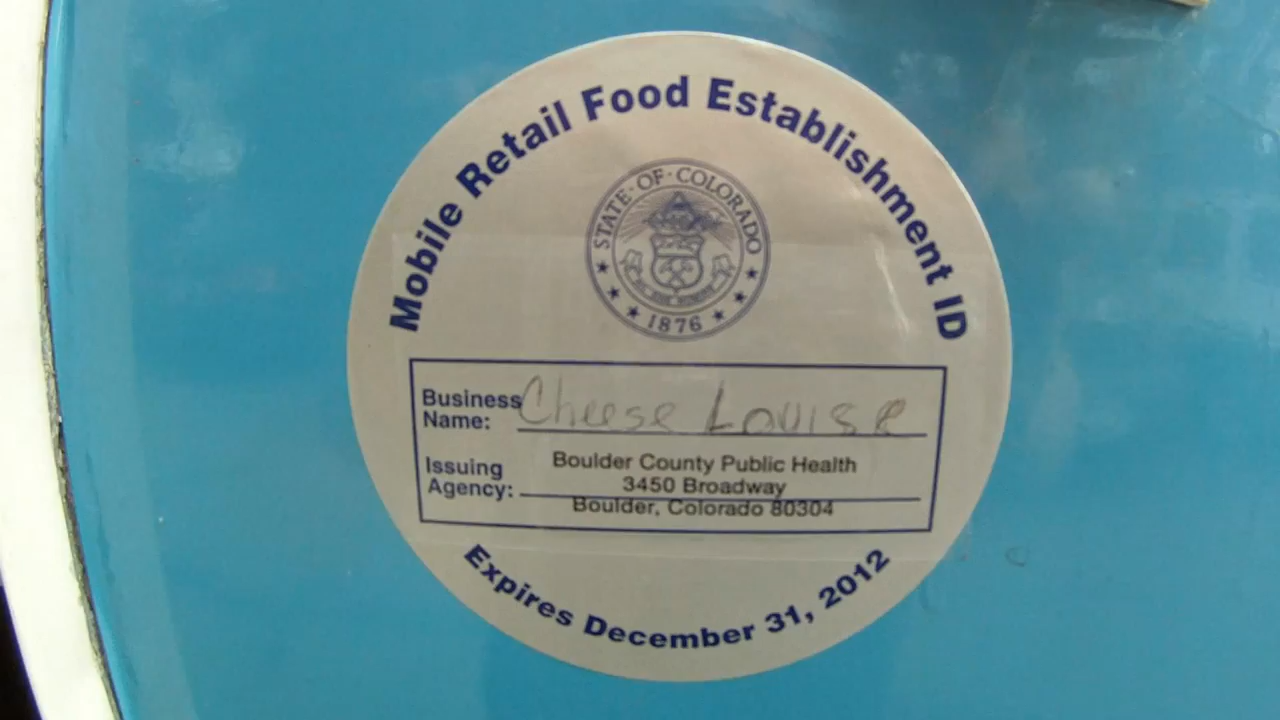 Mobile Retail Food Establishment ID
STATE·OF·COLORADO
1876
Business
Name: Cheese Louise
Issuing
Agency:
Boulder County Public Health
3450 Broadway
Boulder, Colorado 80304
Expires December 31, 2012